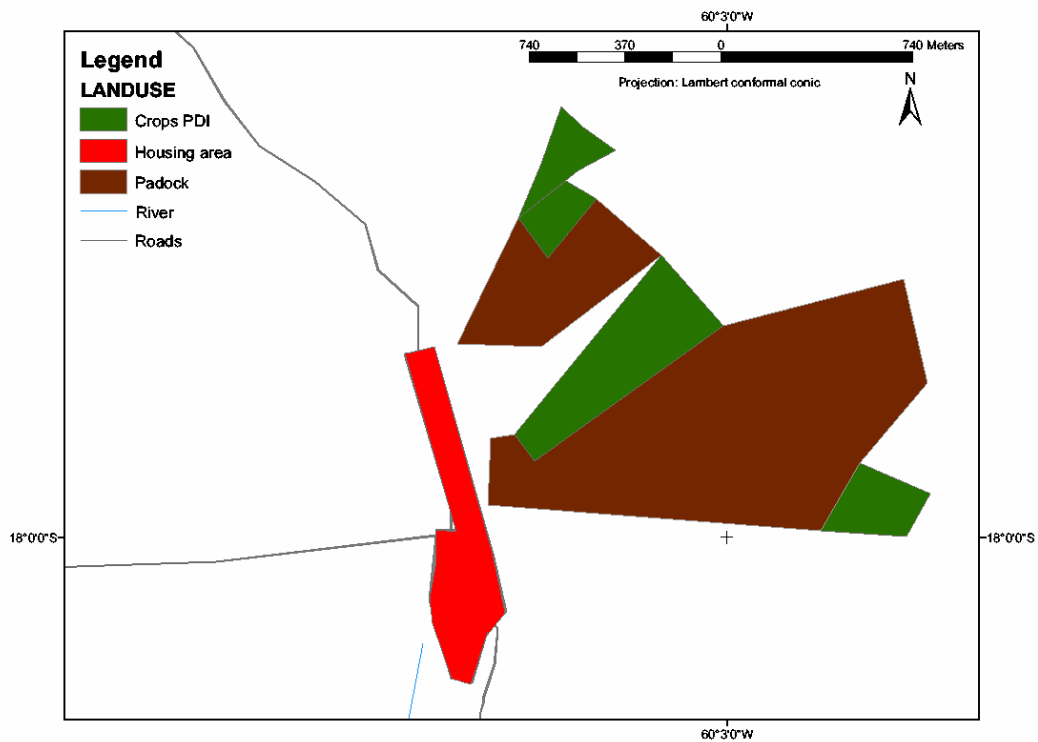 60°3'0"W
Legend
LANDUSE
Crops PDI
Housing area
Padock
River
Roads
740 370 0 740 Meters
Projection: Lambert conformal conic
N
18°0'0"S 18°0'0"S
60°3'0"W